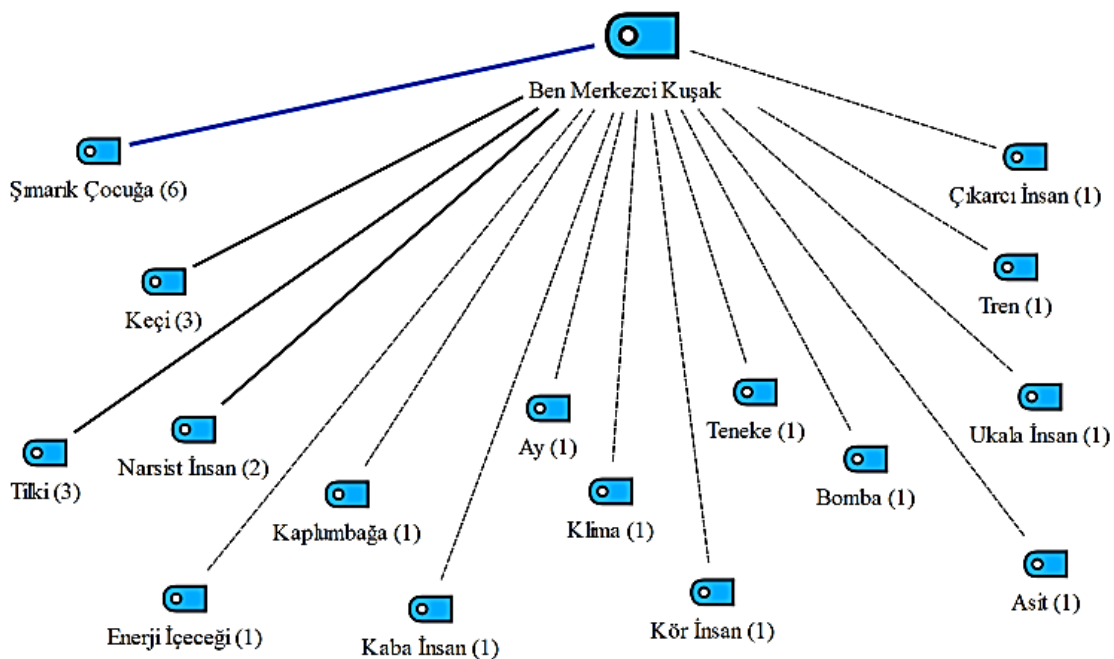 Ben Merkezci Kuşak
Şımarık Çocuğa (6)
Çıkarcı İnsan (1)
Keçi (3)
Tren (1)
Tilki (3)
Narsist İnsan (2)
Ay (1)
Teneke (1)
Ukala İnsan (1)
Kaplumbağa (1)
Klima (1)
Bomba (1)
Enerji İçeceği (1)
Kaba İnsan (1)
Kör İnsan (1)
Asit (1)